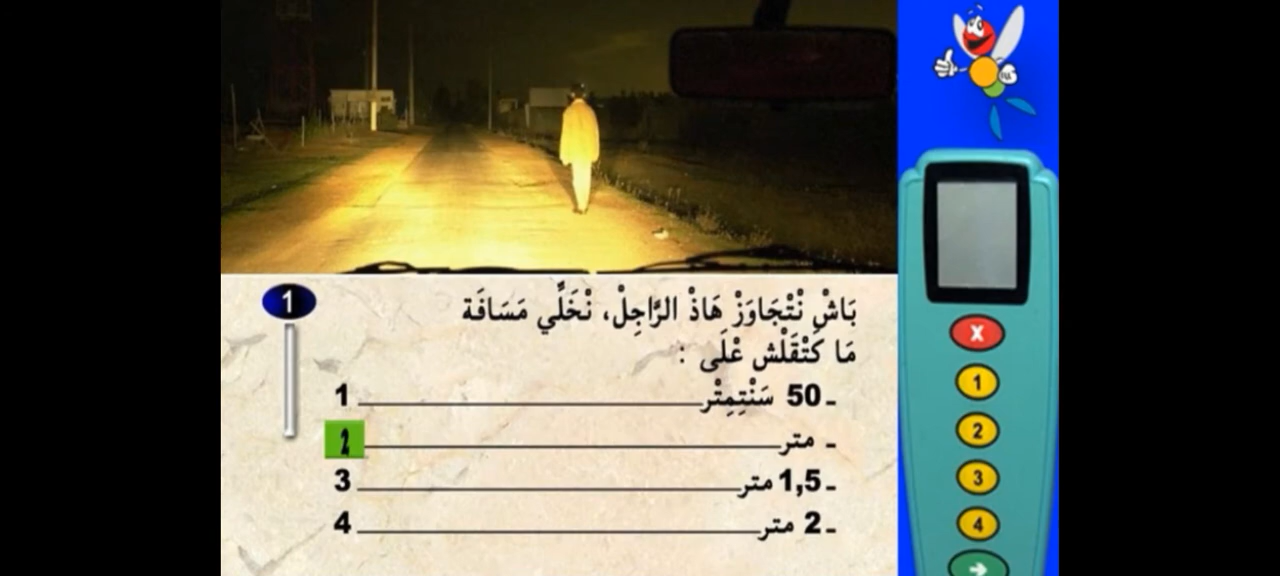 1
بَاشْ نْتْجَاوَزْ هَاذْ الرَّاجِلْ، نْخَلِّي مَسَافَة
مَا كَتْقَلْش عْلَى :
ـ 50 سَنْتِمِتْر 1
ـ متر 2
ـ 1,5 متر 3
ـ 2 متر 4
X
1
2
3
4